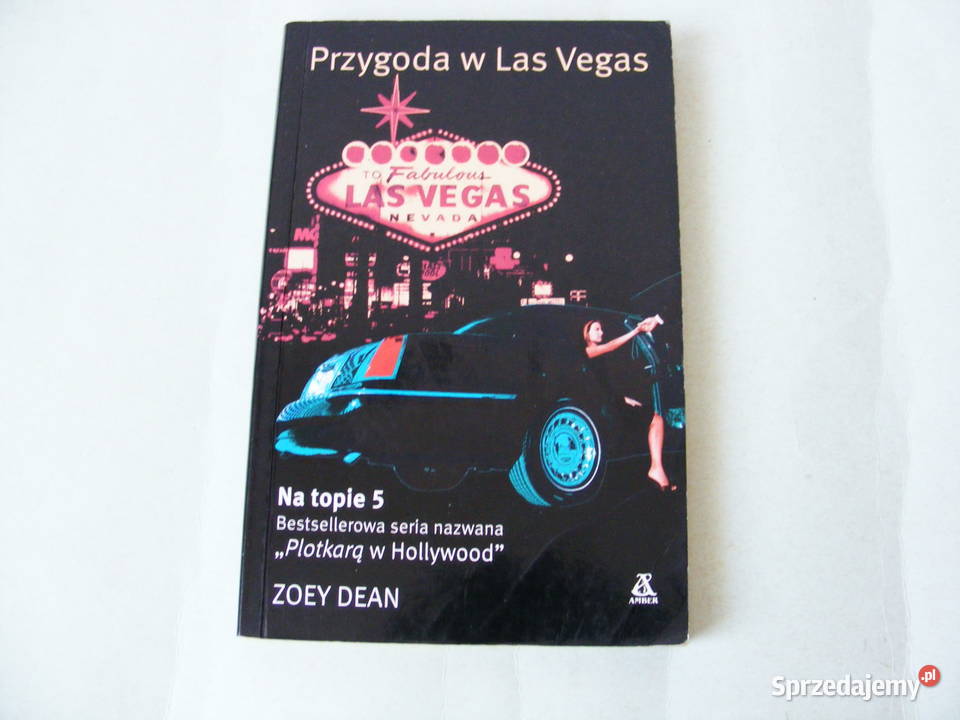 Przygoda w Las Vegas
TO Fabulous
LAS VEGAS
NEVADA
MG
Na topie 5
Bestsellerowa seria nazwana
„Plotkarą w Hollywood”
ZOEY DEAN
AMBER
Sprzedajemy.pl